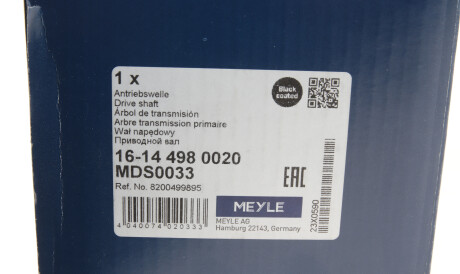 1 x
Black
coated
Antriebswelle
Drive shaft
Árbol de transmisión
Arbre transmission primaire
Wał napędowy
Приводной вал
16-14 498 0020
MDS0033
Ref. No. 8200499895
EAC
MEYLE
MEYLE AG
Hamburg 22143, Germany
4 040074 020333
23X0590